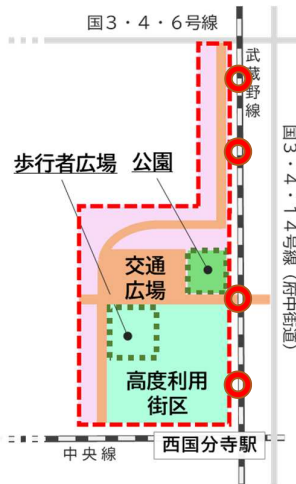 国3・4・6号線
武蔵野線
歩行者広場
公園
国3・4・14号線(府中街道)
交通
広場
高度利用
街区
西国分寺駅
中央線